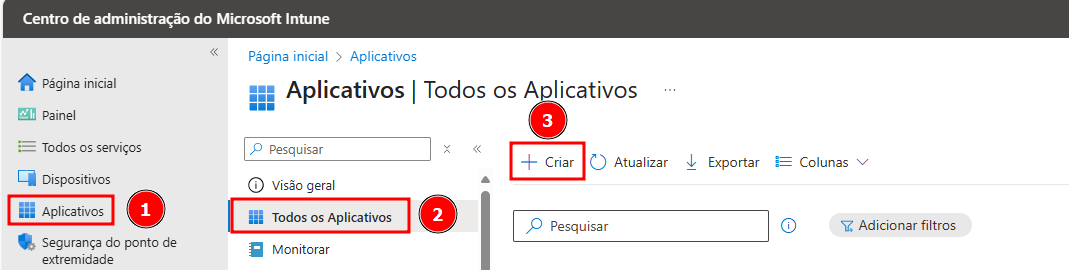 Centro de administração do Microsoft Intune
Página inicial
Painel
Todos os serviços
Dispositivos
Aplicativos
1
Segurança do ponto de
extremidade
Página inicial > Aplicativos
Aplicativos | Todos os Aplicativos ...
Pesquisar
Visão geral
Todos os Aplicativos
2
Monitorar
3
Criar
Atualizar
Exportar
Colunas
Pesquisar
Adicionar filtros